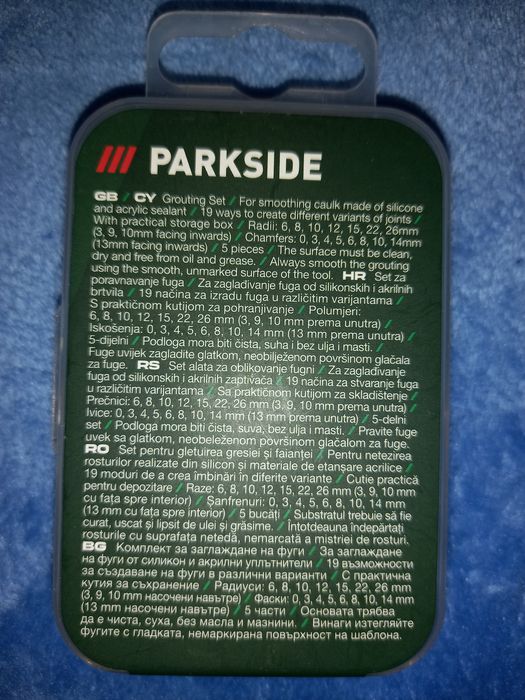 PARKSIDE
GB / CY Grouting Set / For smoothing caulk made of silicone
and acrylic sealant / 19 ways to create different variants of joints /
With practical storage box / Radii: 6, 8, 10, 12, 15, 22, 26mm
(3, 9, 10mm facing inwards) / Chamfers: 0, 3, 4, 5, 6, 8, 10, 14mm
(13mm facing inwards) / 5 pieces / The surface must be clean,
dry and free from oil and grease. / Always smooth the grouting
using the smooth, unmarked surface of the tool. HR Set za
poravnavanje fuga / Za zaglađivanje fuga od silikonskih i akrilnih
brtvila / 19 načina za izradu fuga u različitim varijantama /
S praktičnom kutijom za pohranjivanje / Polumjeri:
6, 8, 10, 12, 15, 22, 26 mm (3, 9, 10 mm prema unutra) /
Iskošenja: 0, 3, 4, 5, 6, 8, 10, 14 mm (13 mm prema unutra) /
5-dijelni / Podloga mora biti čista, suha i bez ulja i masti. /
Fuge uvijek zagladite glatkom, neobilježenom površinom glačala
za fuge. RS Set alata za oblikovanje fugni / Za zaglađivanje
fuga od silikonskih i akrilnih zaptivača / 19 načina za stvaranje fuga
u različitim varijantama / Sa praktičnom kutijom za skladištenje /
Prečnici: 6, 8, 10, 12, 15, 22, 26 mm (3, 9, 10 mm prema unutra) /
Ivice: 0, 3, 4, 5, 6, 8, 10, 14 mm (13 mm prema unutra) / 5-delni
set / Podloga mora biti čista, suva, bez ulja i masti. / Pravite fuge
uvek sa glatkom, neobeleženom površinom glačalom za fuge.
RO Set pentru gletuirea gresiei și faianței / Pentru netezirea
rosturilor realizate din silicon și materiale de etanșare acrilice /
19 moduri de a crea îmbinări în diferite variante / Cutie practică
pentru depozitare / Raze: 6, 8, 10, 12, 15, 22, 26 mm (3, 9, 10 mm
cu fața spre interior) / Șanfrenuri: 0, 3, 4, 5, 6, 8, 10, 14 mm
(13 mm cu fața spre interior) / 5 bucăți / Substratul trebuie să fie
curat, uscat și lipsit de ulei și grăsime. / Întotdeauna îndepărtați
rosturile cu suprafața netedă, nemarcată a mistriei de rosturi.
BG Комплект за заглаждане на фуги / За заглаждане
на фуги от силикон и акрилни уплътнители / 19 възможности
за създаване на фуги в различни варианти / С практична
кутия за съхранение / Радиуси: 6, 8, 10, 12, 15, 22, 26 mm
(3, 9, 10 mm насочени навътре) / Фаски: 0, 3, 4, 5, 6, 8, 10, 14 mm
(13 mm насочени навътре) / 5 части / Основата трябва
да е чиста, суха, без масла и мазнини. / Винаги изтегляйте
фугите с гладката, немаркирана повърхност на шаблона.